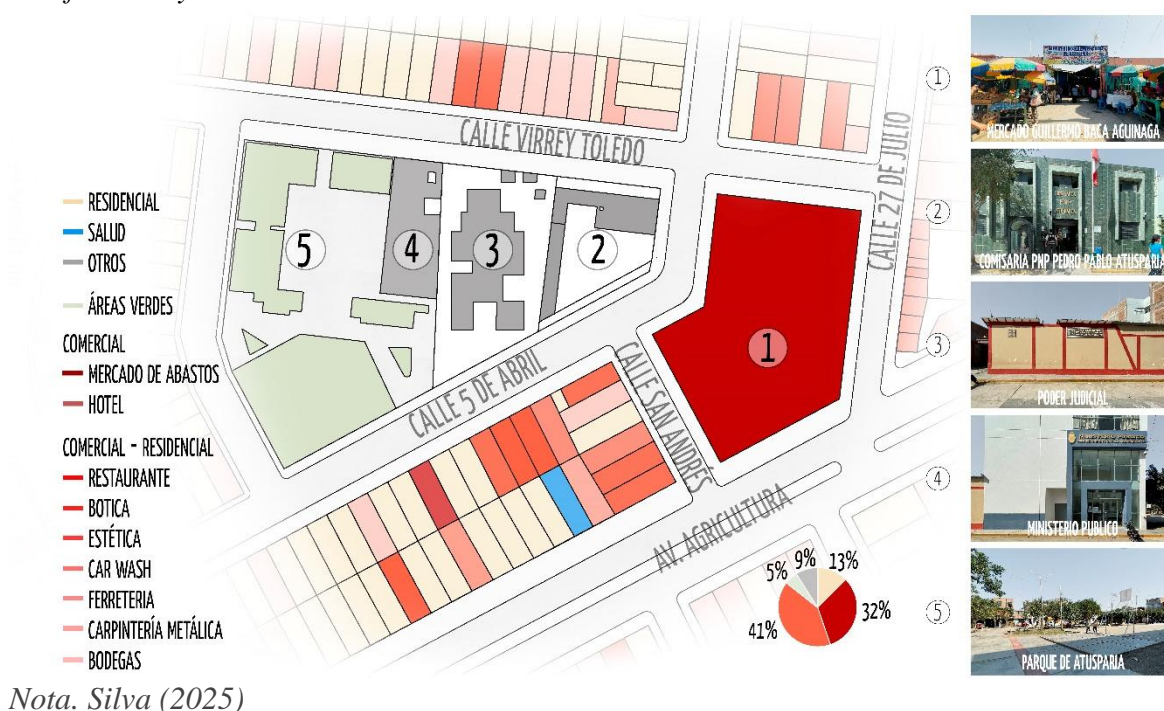 CALLE VIRREY TOLEDO
CALLE 27 DE JULIO
CALLE 5 DE ABRIL
CALLE SAN ANDRÉS
AV. AGRICULTURA
5
4
3
2
1
RESIDENCIAL
SALUD
OTROS
ÁREAS VERDES
COMERCIAL
MERCADO DE ABASTOS
HOTEL
COMERCIAL - RESIDENCIAL
RESTAURANTE
BOTICA
ESTÉTICA
CAR WASH
FERRETERIA
CARPINTERÍA METÁLICA
BODEGAS
5%
9%
13%
32%
41%
1
MERCADO GUILLERMO BACA AGUINAGA
2
COMISARIA PNP PEDRO PABLO ATUSPARIA
3
PODER JUDICIAL
4
MINISTERIO PUBLICO
5
PARQUE DE ATUSPARIA
Nota. Silva (2025)